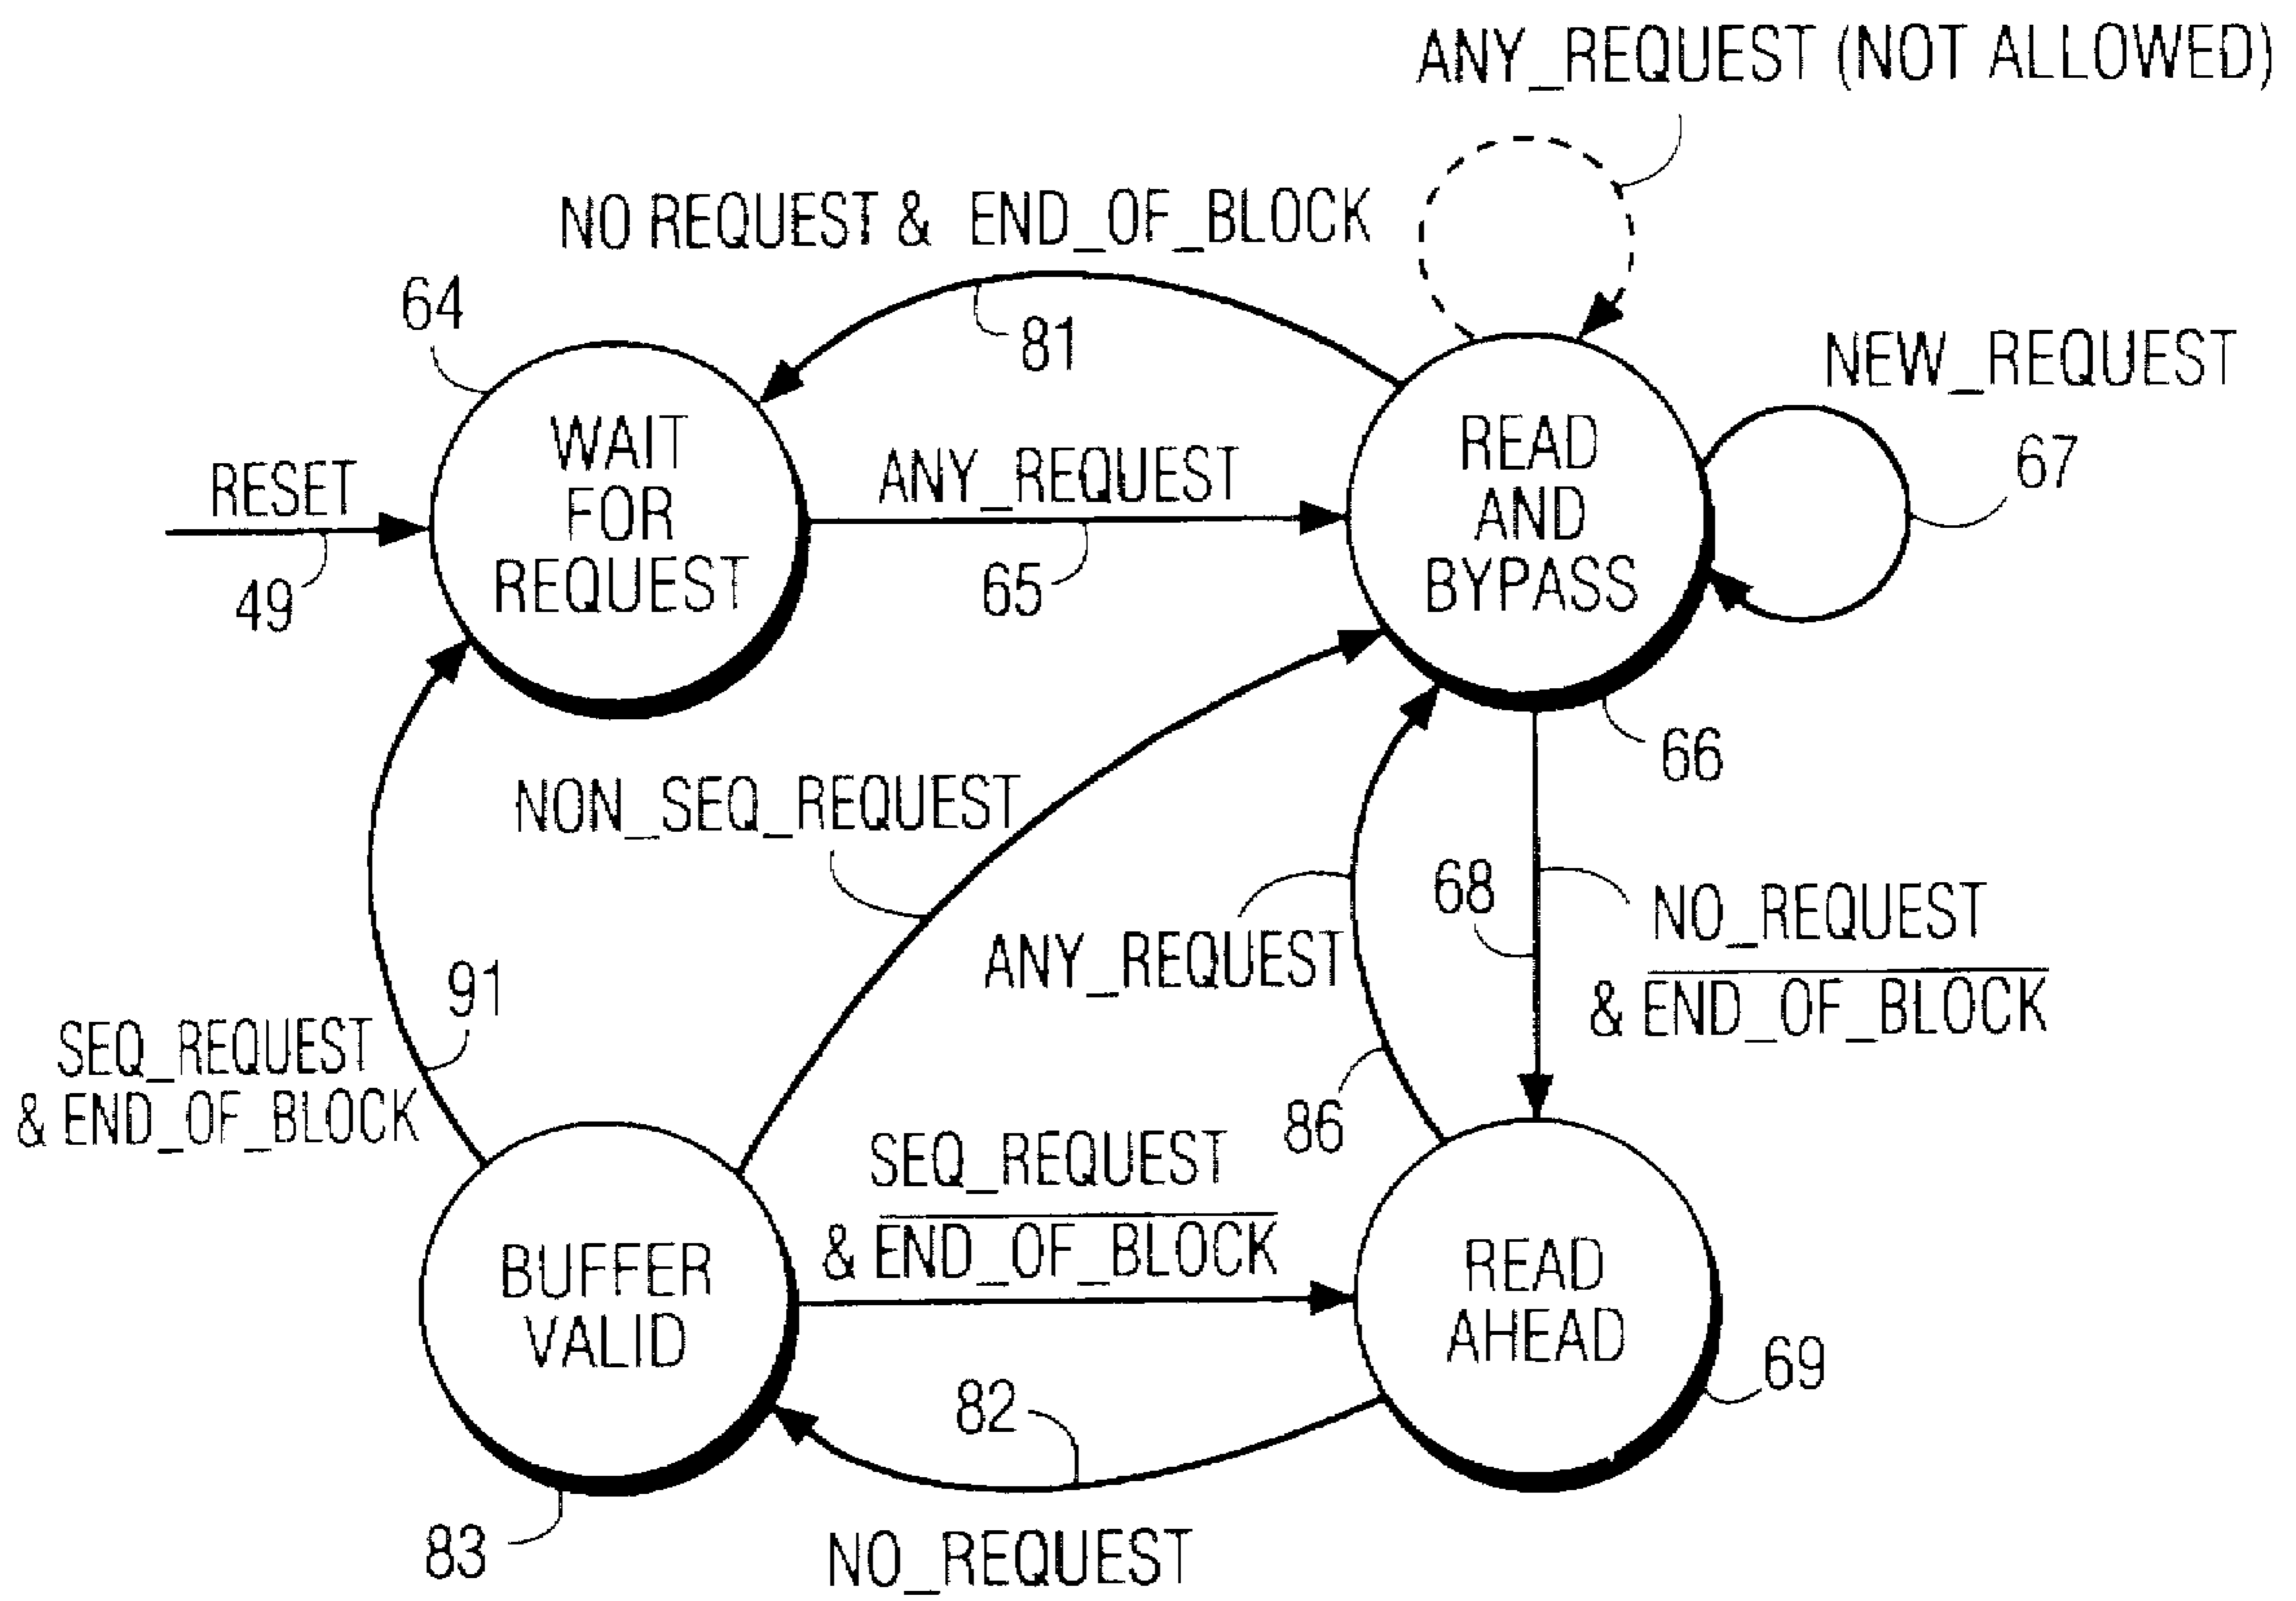 ANY_REQUEST (NOT ALLOWED)
NO REQUEST & END_OF_BLOCK
64
81
NEW_REQUEST
67
WAIT
FOR
REQUEST
READ
AND
BYPASS
RESET
49
ANY_REQUEST
65
66
NON_SEQ_REQUEST
68
NO_REQUEST
& END_OF_BLOCK
ANY_REQUEST
91
SEQ_REQUEST
& END_OF_BLOCK
86
SEQ_REQUEST
& END_OF_BLOCK
BUFFER
VALID
READ
AHEAD
69
82
83
NO_REQUEST